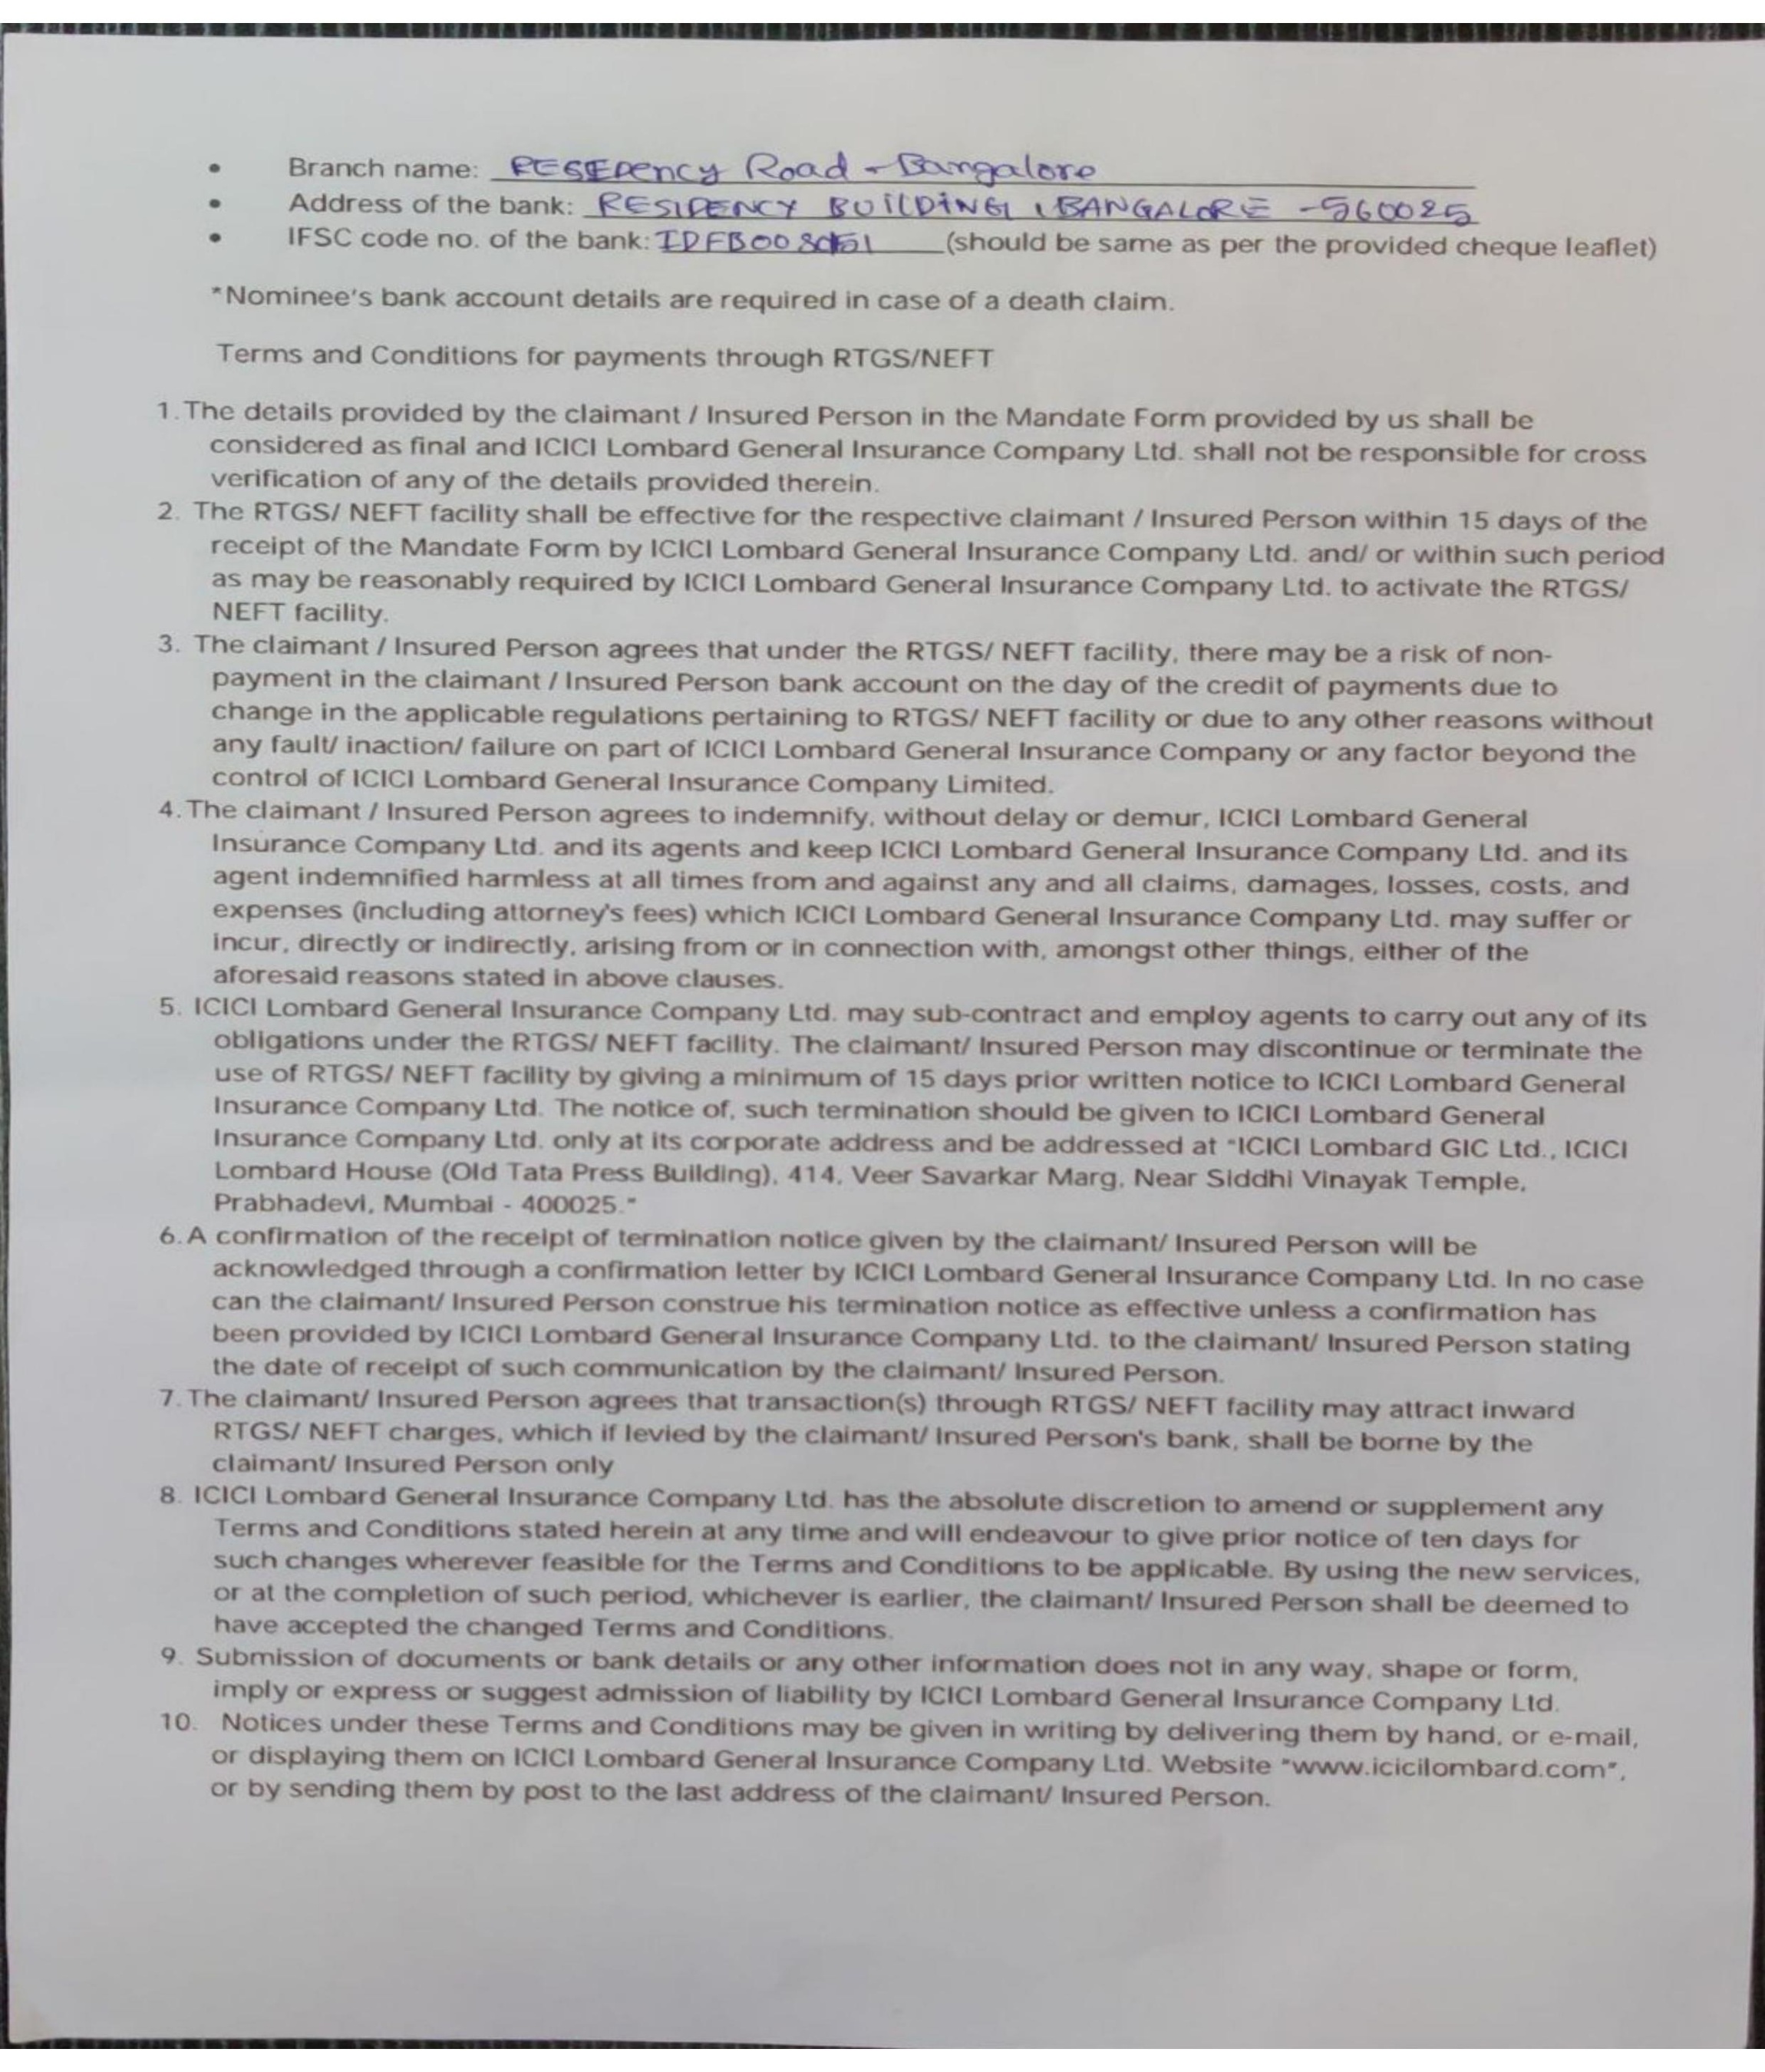 • Branch name: RESEDENCY Road - Bangalore
• Address of the bank: RESIDENCY BUILDING, BANGALORE - 560025
• IFSC code no. of the bank: (should be same as per the provided cheque leaflet)
*Nominee's bank account details are required in case of a death claim.
Terms and Conditions for payments through RTGS/NEFT
1. The details provided by the claimant / Insured Person in the Mandate Form provided by us shall be
considered as final and ICICI Lombard General Insurance Company Ltd. shall not be responsible for cross
verification of any of the details provided therein.
2. The RTGS/ NEFT facility shall be effective for the respective claimant / Insured Person within 15 days of the
receipt of the Mandate Form by ICICI Lombard General Insurance Company Ltd. and/ or within such period
as may be reasonably required by ICICI Lombard General Insurance Company Ltd. to activate the RTGS/
NEFT facility.
3. The claimant / Insured Person agrees that under the RTGS/ NEFT facility, there may be a risk of non-
payment in the claimant / Insured Person bank account on the day of the credit of payments due to
change in the applicable regulations pertaining to RTGS/ NEFT facility or due to any other reasons without
any fault/ inaction/ failure on part of ICICI Lombard General Insurance Company or any factor beyond the
control of ICICI Lombard General Insurance Company Limited.
4. The claimant / Insured Person agrees to indemnify, without delay or demur, ICICI Lombard General
Insurance Company Ltd. and its agents and keep ICICI Lombard General Insurance Company Ltd. and its
agent indemnified harmless at all times from and against any and all claims, damages, losses, costs, and
expenses (including attorney's fees) which ICICI Lombard General Insurance Company Ltd. may suffer or
incur, directly or indirectly, arising from or in connection with, amongst other things, either of the
aforesaid reasons stated in above clauses.
5. ICICI Lombard General Insurance Company Ltd. may sub-contract and employ agents to carry out any of its
obligations under the RTGS/ NEFT facility. The claimant/ Insured Person may discontinue or terminate the
use of RTGS/ NEFT facility by giving a minimum of 15 days prior written notice to ICICI Lombard General
Insurance Company Ltd. The notice of, such termination should be given to ICICI Lombard General
Insurance Company Ltd. only at its corporate address and be addressed at "ICICI Lombard GIC Ltd., ICICI
Lombard House (Old Tata Press Building), 414, Veer Savarkar Marg, Near Siddhi Vinayak Temple,
Prabhadevi, Mumbai - 400025."
6. A confirmation of the receipt of termination notice given by the claimant/ Insured Person will be
acknowledged through a confirmation letter by ICICI Lombard General Insurance Company Ltd. In no case
can the claimant/ Insured Person construe his termination notice as effective unless a confirmation has
been provided by ICICI Lombard General Insurance Company Ltd. to the claimant/ Insured Person stating
the date of receipt of such communication by the claimant/ Insured Person.
7. The claimant/ Insured Person agrees that transaction(s) through RTGS/ NEFT facility may attract inward
RTGS/ NEFT charges, which if levied by the claimant/ Insured Person's bank, shall be borne by the
claimant/ Insured Person only
8. ICICI Lombard General Insurance Company Ltd. has the absolute discretion to amend or supplement any
Terms and Conditions stated herein at any time and will endeavour to give prior notice of ten days for
such changes wherever feasible for the Terms and Conditions to be applicable. By using the new services,
or at the completion of such period, whichever is earlier, the claimant/ Insured Person shall be deemed to
have accepted the changed Terms and Conditions.
9. Submission of documents or bank details or any other information does not in any way, shape or form,
imply or express or suggest admission of liability by ICICI Lombard General Insurance Company Ltd.
10. Notices under these Terms and Conditions may be given in writing by delivering them by hand, or e-mail,
or displaying them on ICICI Lombard General Insurance Company Ltd. Website "www.icicilombard.com",
or by sending them by post to the last address of the claimant/ Insured Person.